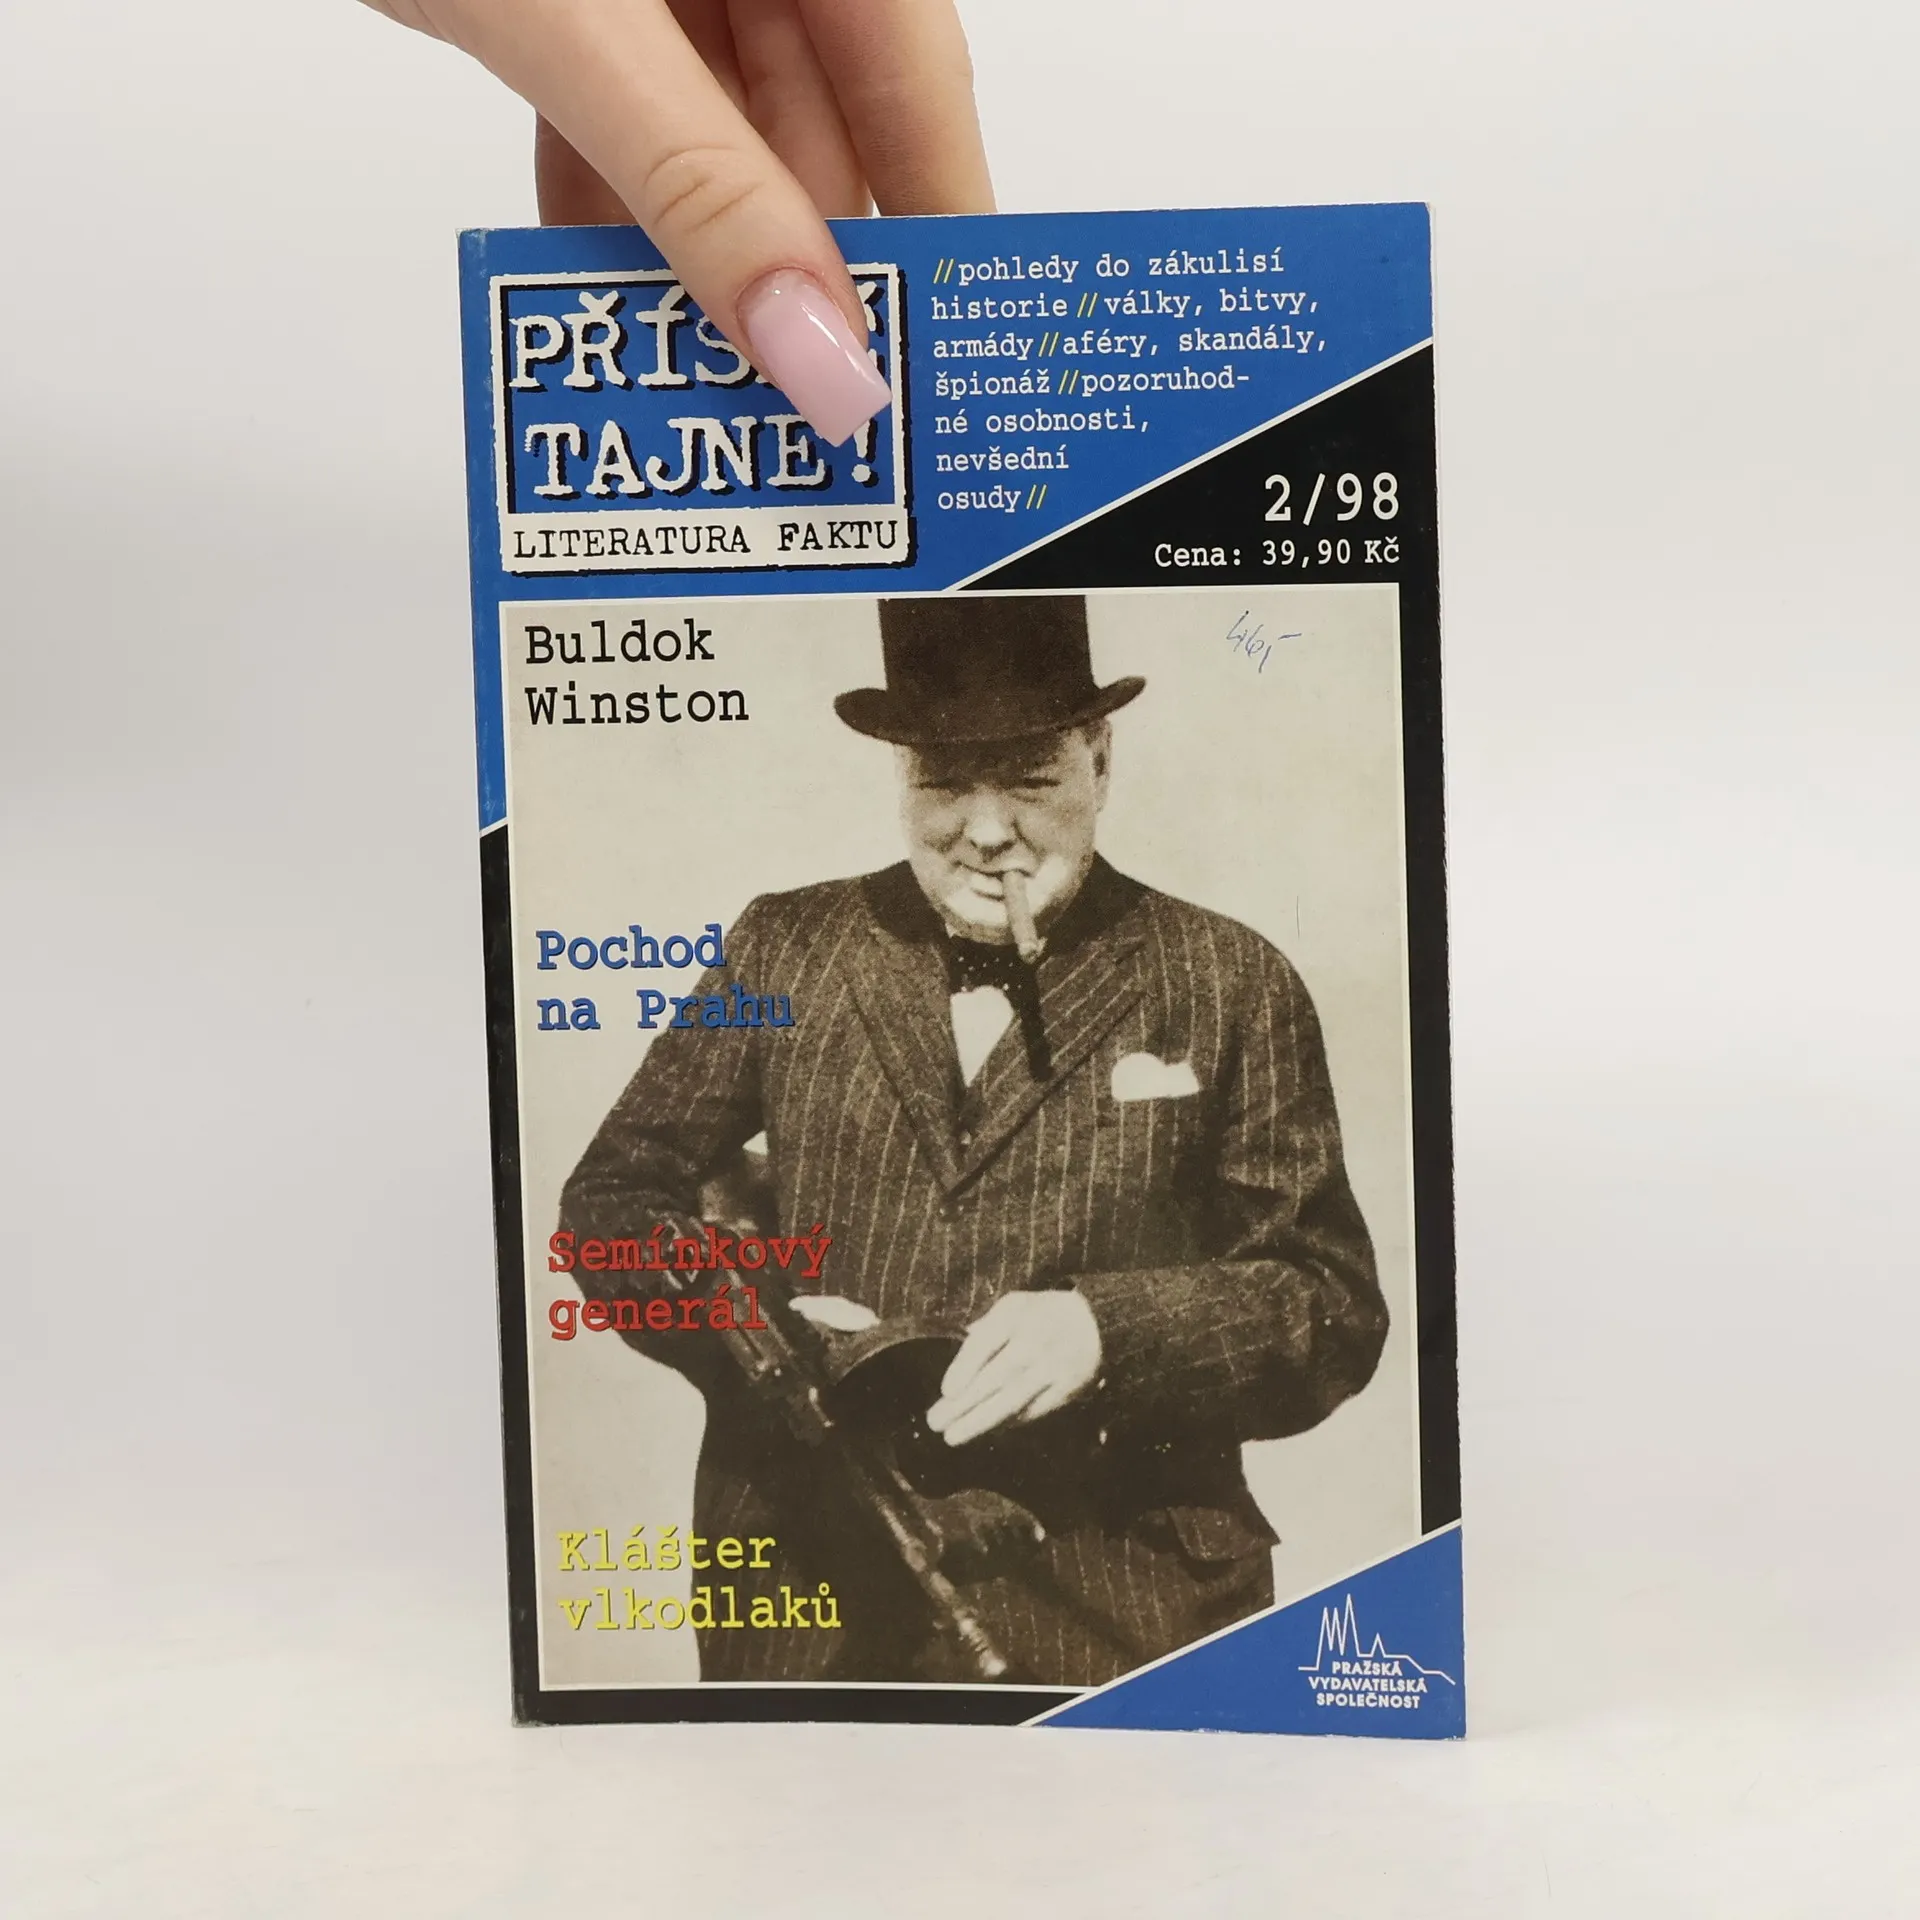 TAJNE!
LITERATURA FAKTU
//pohledy do zákulisí
historie//války, bitvy,
armády//aféry, skandály,
špionáž//pozoruhod-
né osobnosti,
nevšední
osudy//
2/98
Cena: 39,90 Kč
Buldok
Winston
Pochod
na Prahu
Semínkový
generál
Klášter
vlkodlaků
PRAŽSKÁ
VYDAVATELSKÁ
SPOLEČNOST